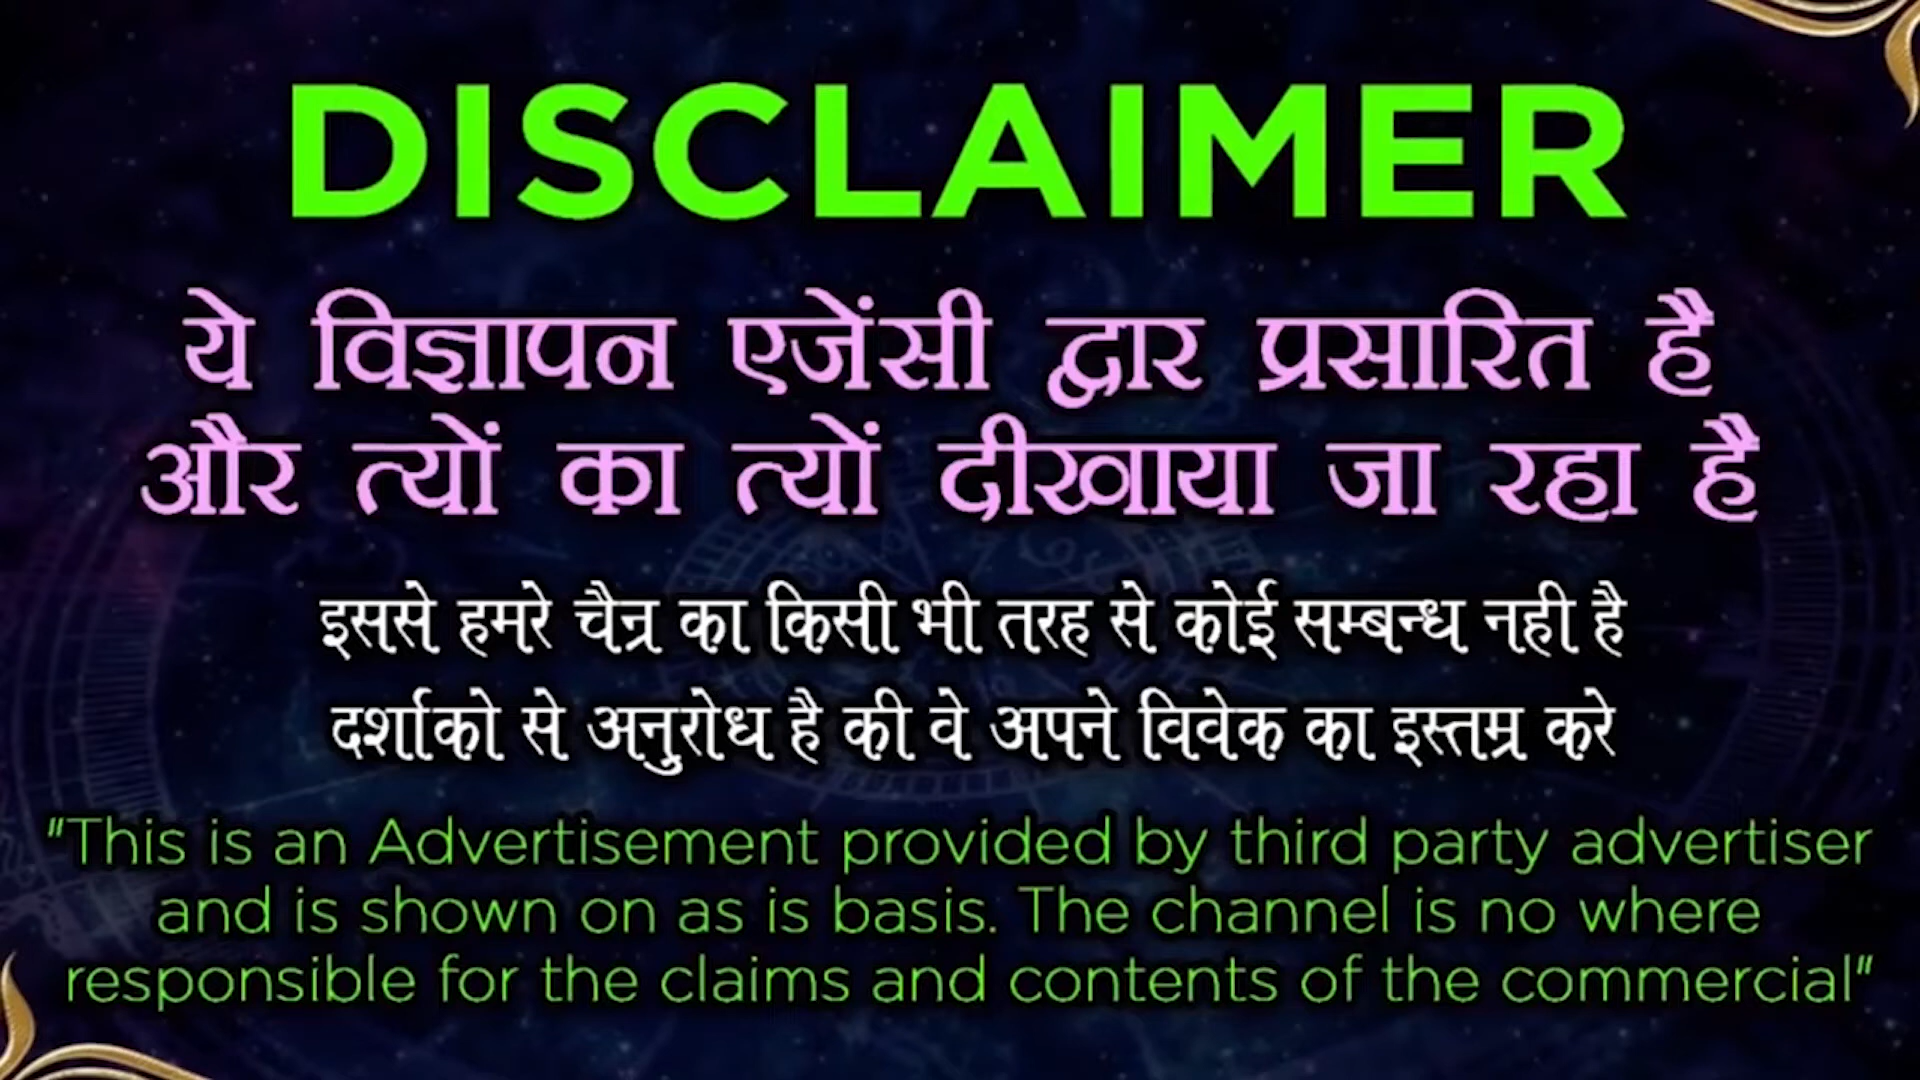 DISCLAIMER
ये विज्ञापन एजेंसी द्वार प्रसारित है
और त्यों का त्यों दीखाया जा रहा है
इससे हमरे चैन्र का किसी भी तरह से कोई सम्बन्ध नही है
दर्शाको से अनुरोध है की वे अपने विवेक का इस्तम्र करे
"This is an Advertisement provided by third party advertiser
and is shown on as is basis. The channel is no where
responsible for the claims and contents of the commercial"